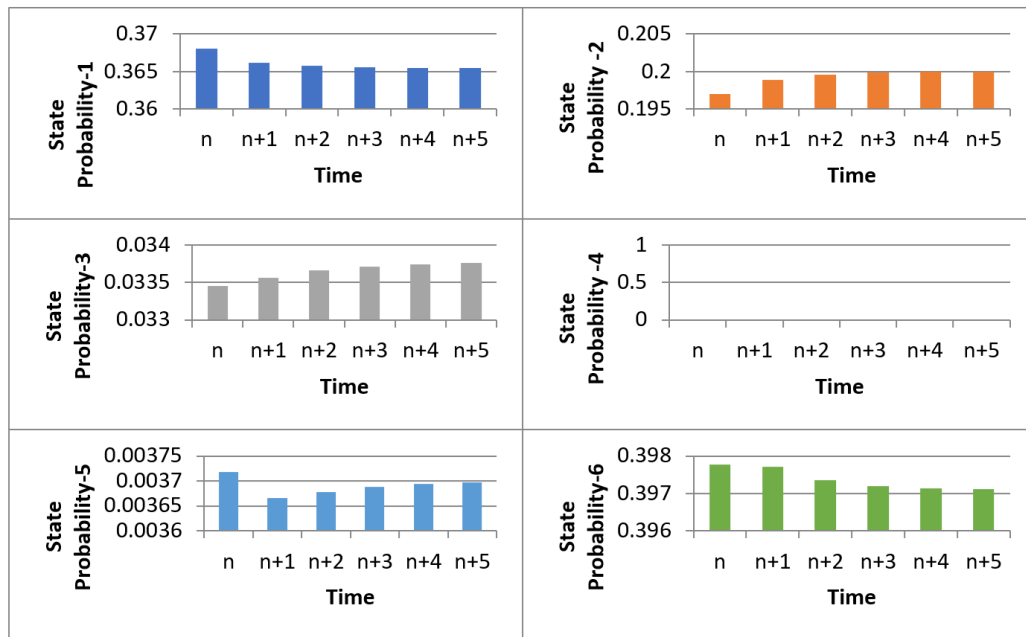 0.37
0.365
0.36
State
Probability-1
n n+1 n+2 n+3 n+4 n+5
Time
0.205
0.2
0.195
State
Probability -2
n n+1 n+2 n+3 n+4 n+5
Time
0.034
0.0335
0.033
State
Probability-3
n n+1 n+2 n+3 n+4 n+5
Time
1
0.5
0
State
Probability -4
n n+1 n+2 n+3 n+4 n+5
Time
0.00375
0.0037
0.00365
0.0036
State
Probability-5
n n+1 n+2 n+3 n+4 n+5
Time
0.398
0.397
0.396
State
Probability-6
n n+1 n+2 n+3 n+4 n+5
Time